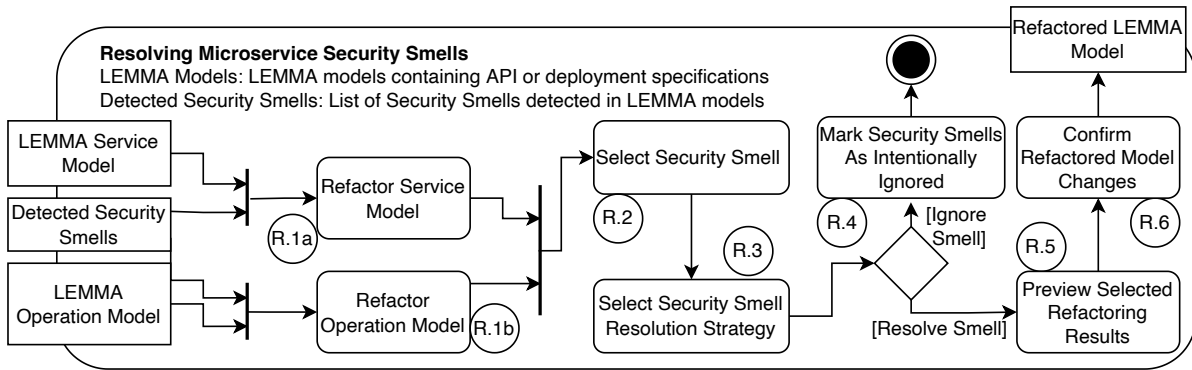 Resolving Microservice Security Smells
LEMMA Models: LEMMA models containing API or deployment specifications
Detected Security Smells: List of Security Smells detected in LEMMA models
LEMMA Service
Model
Detected Security
Smells
LEMMA
Operation Model
Refactor Service
Model
R.1a
Refactor
Operation Model
R.1b
Select Security Smell
R.2
R.3
Select Security Smell
Resolution Strategy
Mark Security Smells
As Intentionally
Ignored
R.4
[Ignore
Smell]
[Resolve Smell]
R.5
Preview Selected
Refactoring
Results
Confirm
Refactored Model
Changes
R.6
Refactored LEMMA
Model